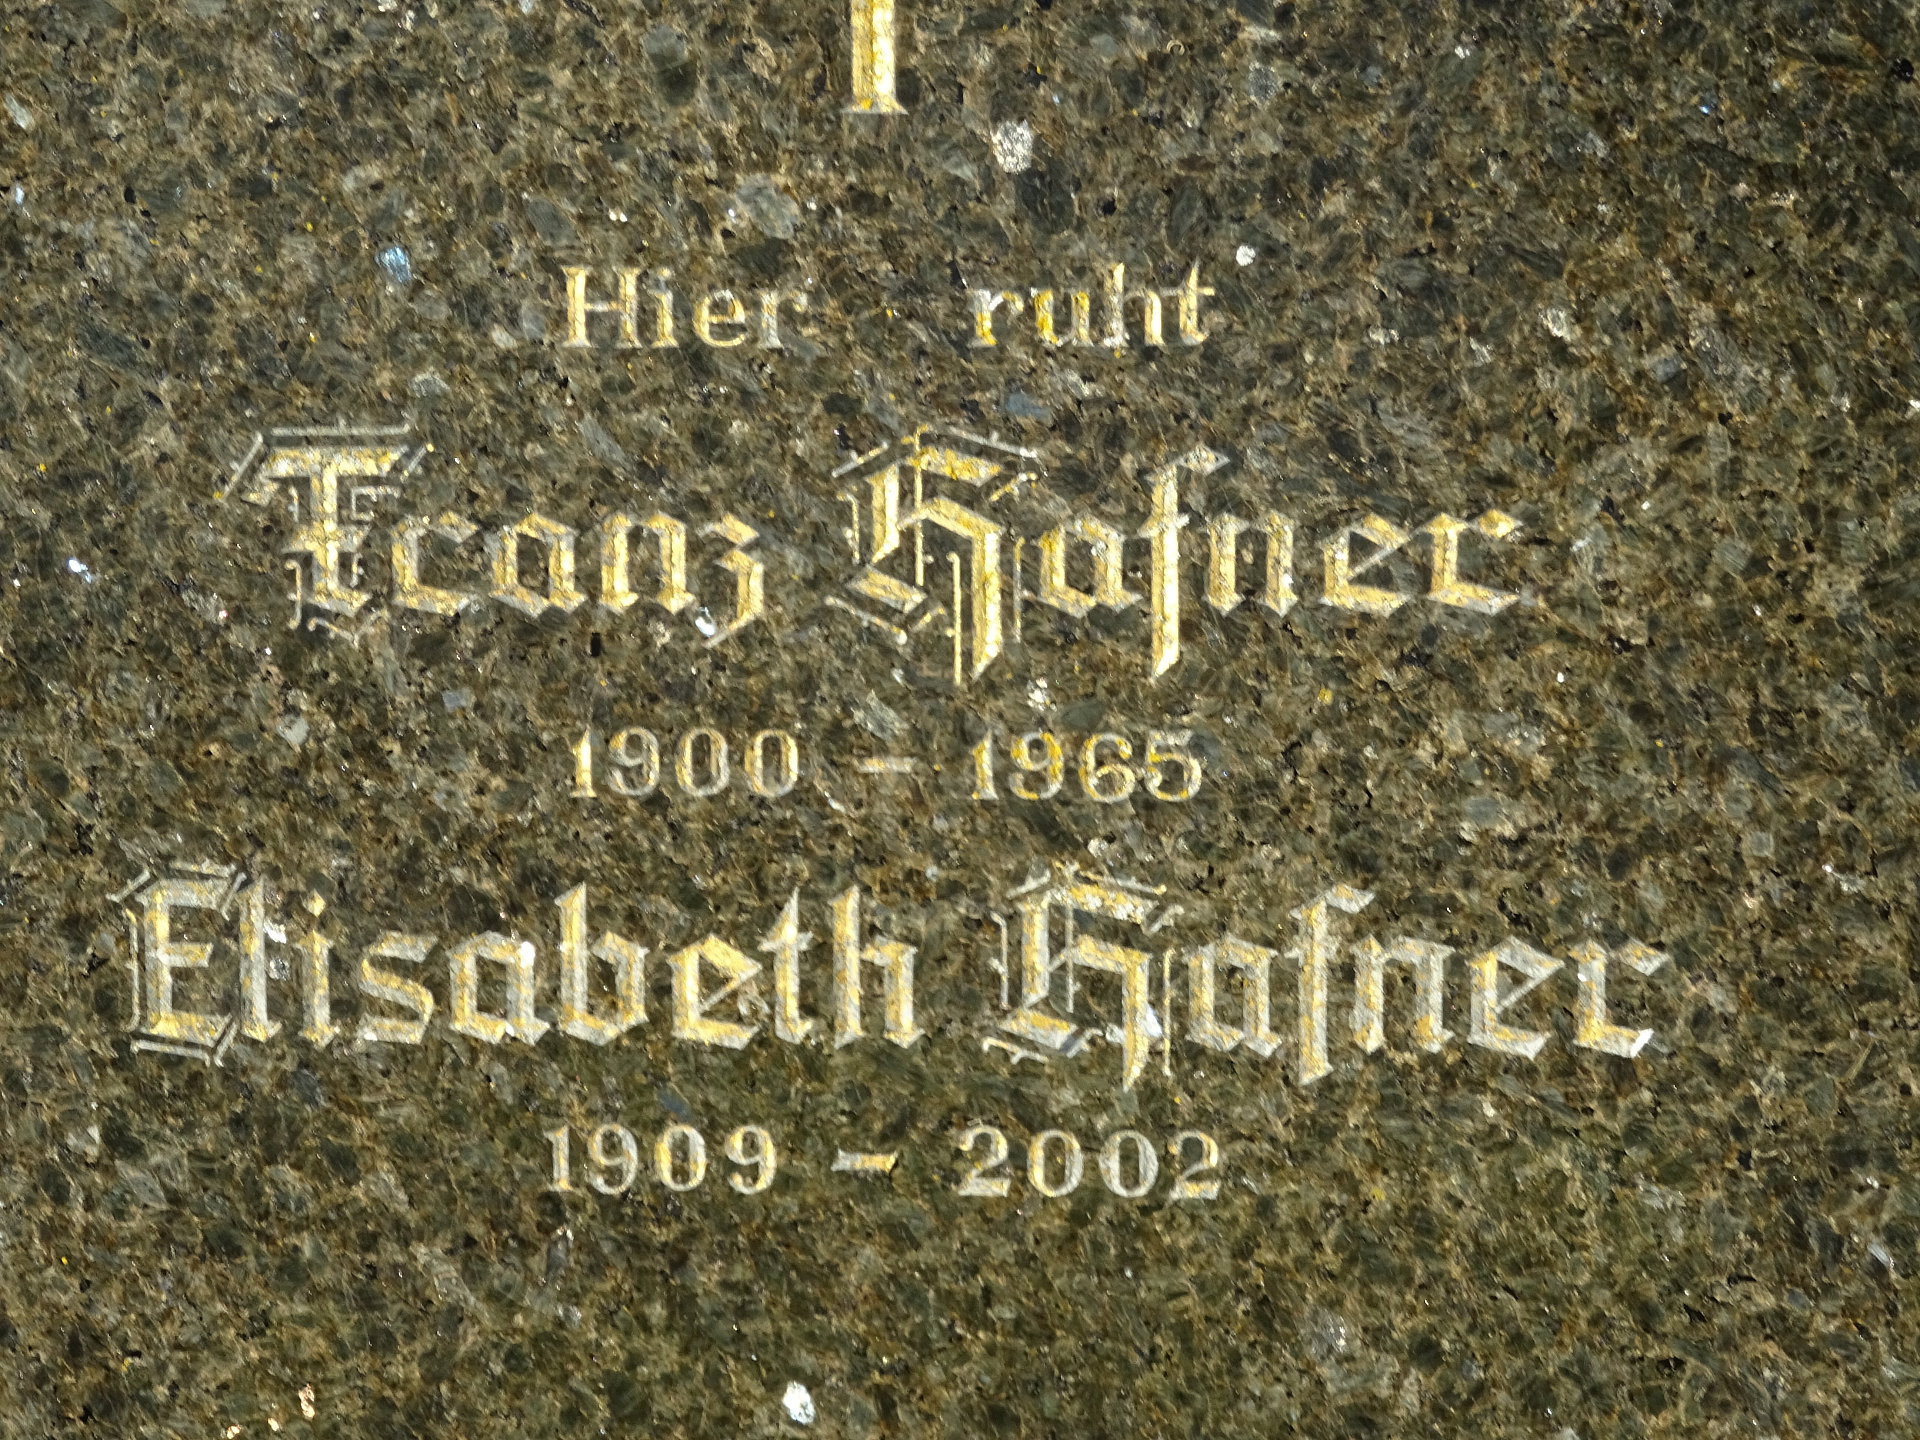 Hier ruht
Franz Hafner
1900 – 1965
Elisabeth Hafner
1909 – 2002